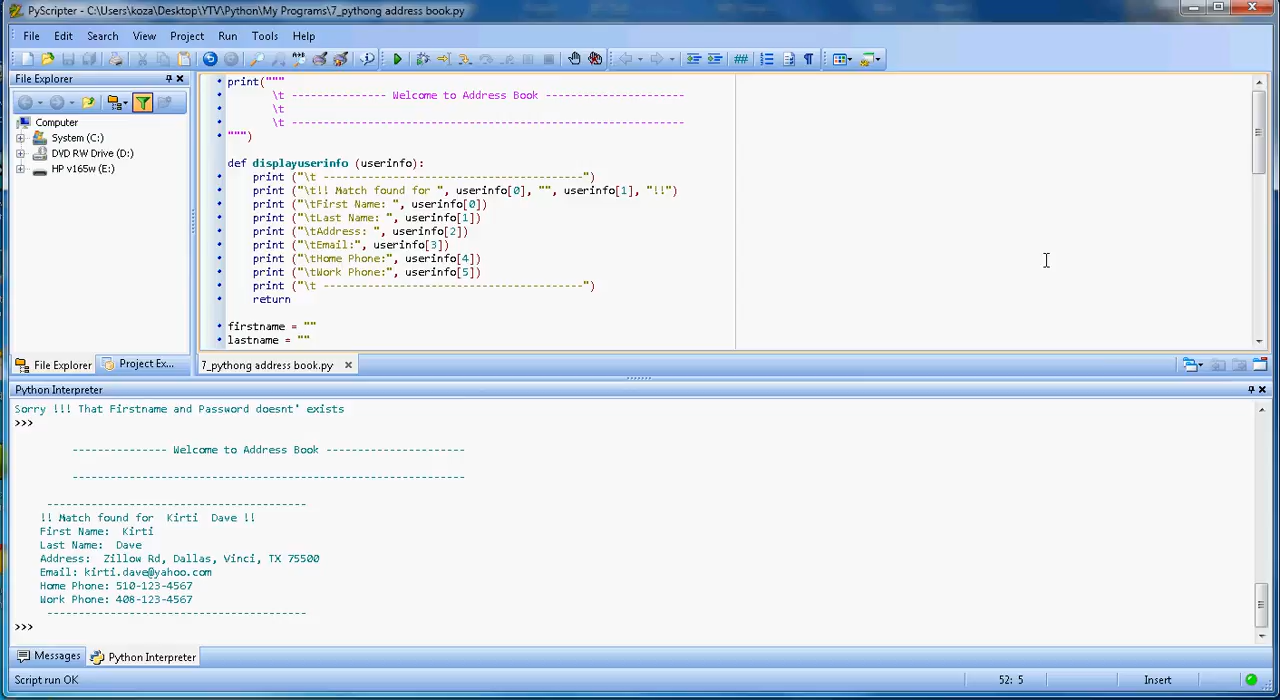 PyScripter - C:\Users\koza\Desktop\YTV\Python\My Programs\7_pythong address book.py
File Edit Search View Project Run Tools Help
File Explorer
Computer
System (C:)
DVD RW Drive (D:)
HP v165w (E:)
File Explorer Project Ex...
print("""
\t --------------- Welcome to Address Book ----------------------
\t
\t --------------------------------------------------------------
""")
def displayuserinfo (userinfo):
print ("\t -----------------------------------------")
print ("\t!! Match found for ", userinfo[0], "", userinfo[1], "!!")
print ("\tFirst Name: ", userinfo[0])
print ("\tLast Name: ", userinfo[1])
print ("\tAddress: ", userinfo[2])
print ("\tEmail:", userinfo[3])
print ("\tHome Phone:", userinfo[4])
print ("\tWork Phone:", userinfo[5])
print ("\t -----------------------------------------")
return
firstname = ""
lastname = ""
7_pythong address book.py
Python Interpreter
Sorry !!! That Firstname and Password doesnt' exists
>>>
--------------- Welcome to Address Book ----------------------
--------------------------------------------------------------
-----------------------------------------
!! Match found for  Kirti  Dave !!
First Name:  Kirti
Last Name:  Dave
Address:  Zillow Rd, Dallas, Vinci, TX 75500
Email: kirti.dave@yahoo.com
Home Phone: 510-123-4567
Work Phone: 408-123-4567
-----------------------------------------
>>>
Messages Python Interpreter
Script run OK 52: 5 Insert